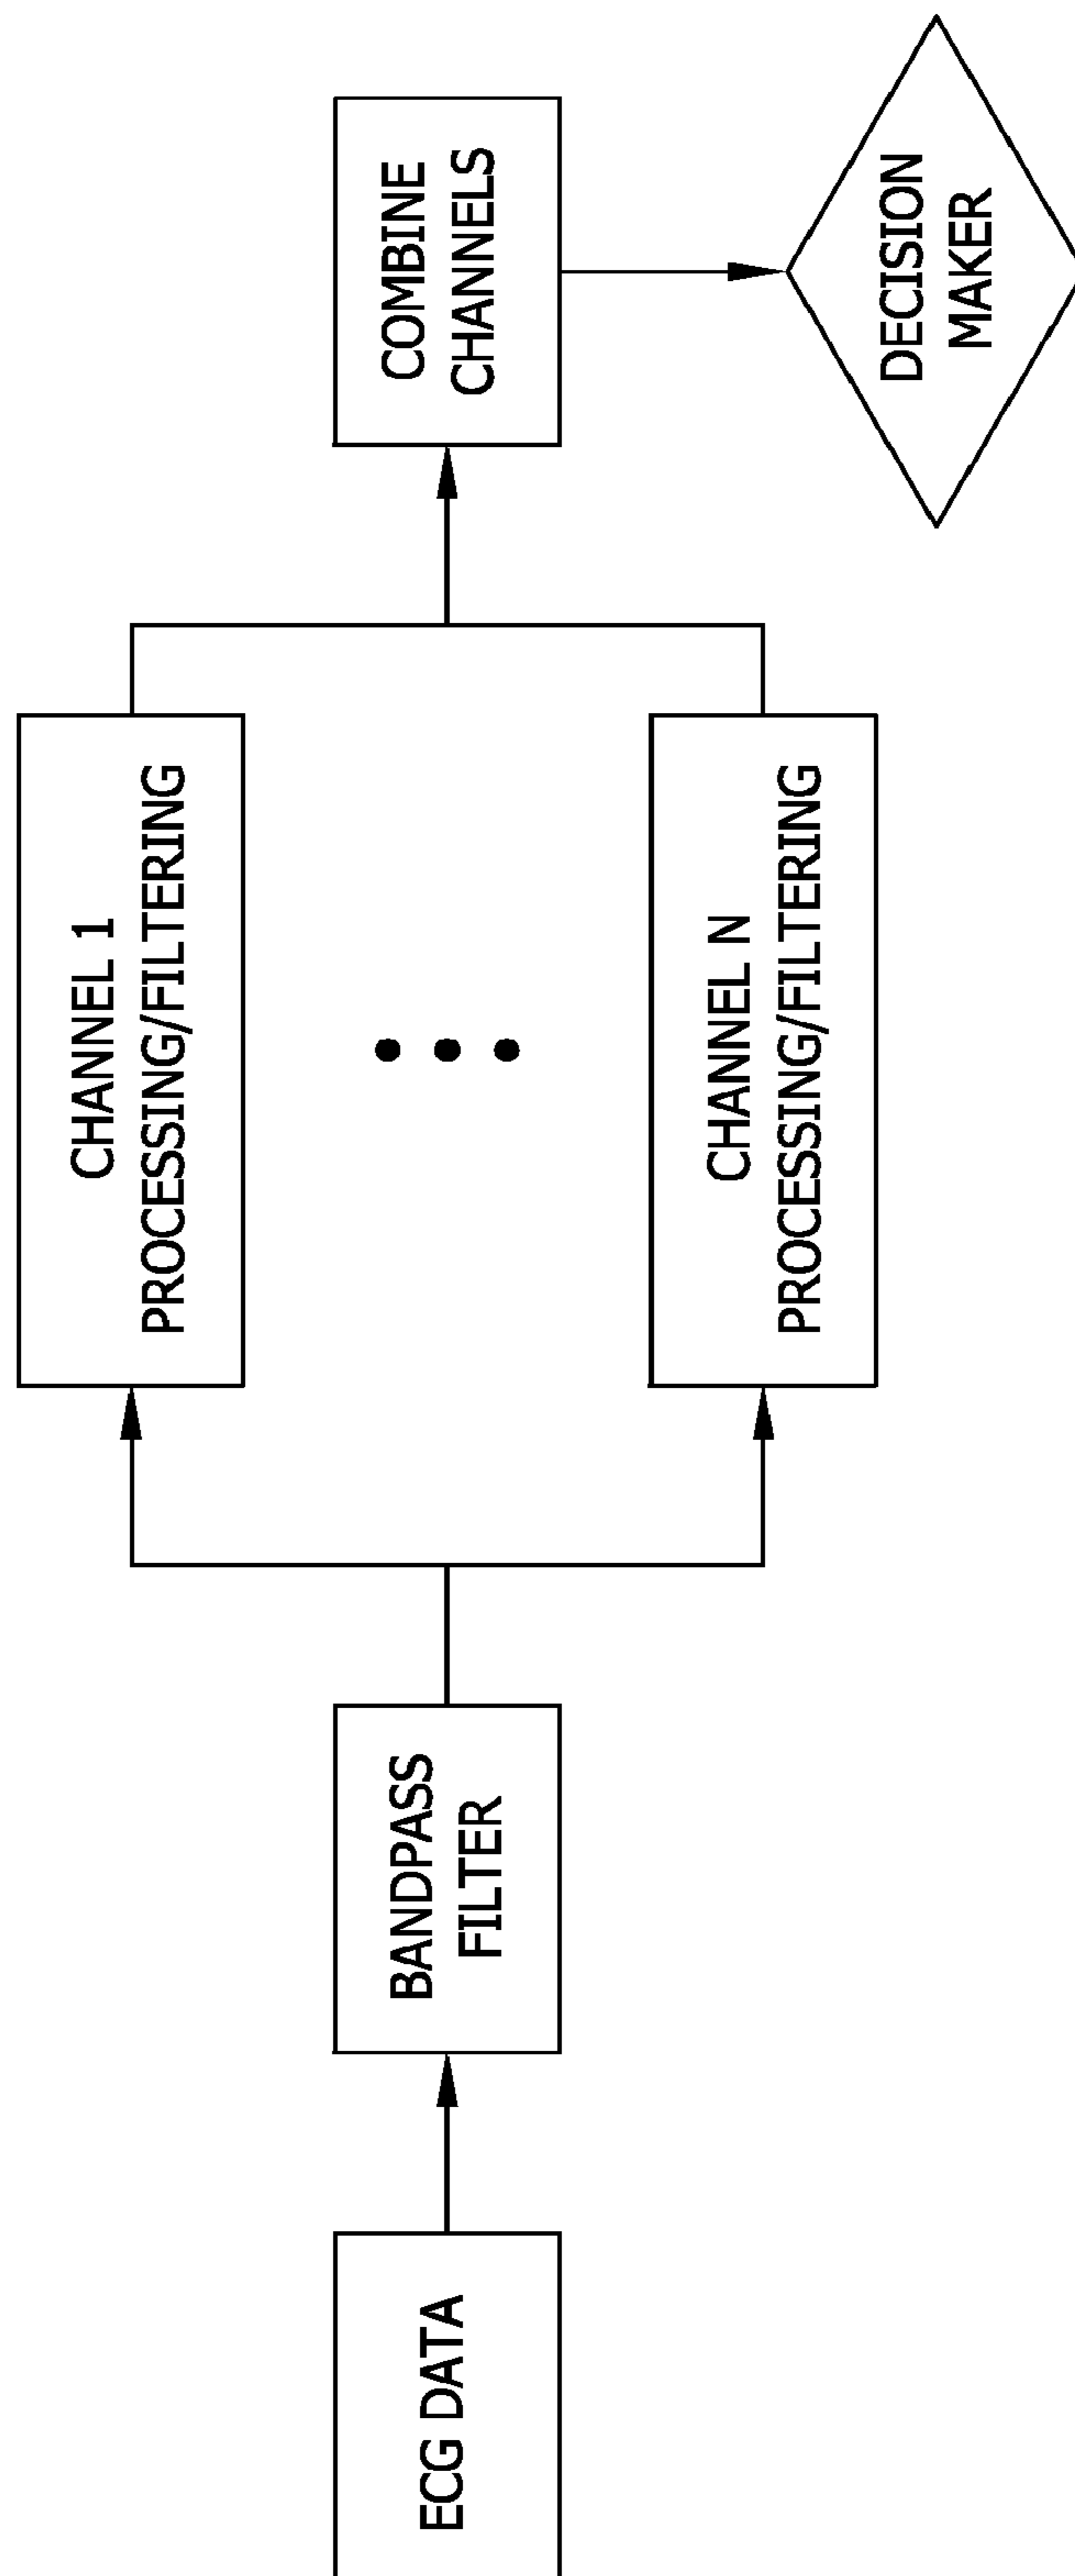 ECG DATA
BANDPASS
FILTER
CHANNEL 1
PROCESSING/FILTERING
CHANNEL N
PROCESSING/FILTERING
COMBINE
CHANNELS
DECISION
MAKER